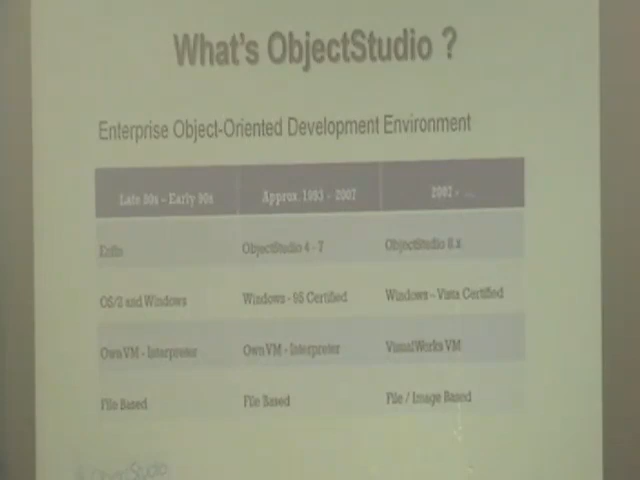 What's ObjectStudio ?
Enterprise Object-Oriented Development Environment
Late 80s – Early 90s Approx. 1993 - 2007 2007 - ...
Enfin ObjectStudio 4 - 7 ObjectStudio 8.x
OS/2 and Windows Windows - 95 Certified Windows – Vista Certified
Own VM - Interpreter Own VM - Interpreter VisualWorks VM
File Based File Based File / Image Based
ObjectStudio